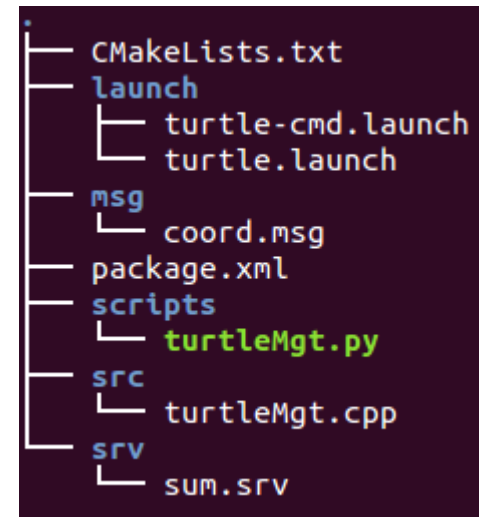 .
CMakeLists.txt
launch
turtle-cmd.launch
turtle.launch
msg
coord.msg
package.xml
scripts
turtleMgt.py
src
turtleMgt.cpp
srv
sum.srv